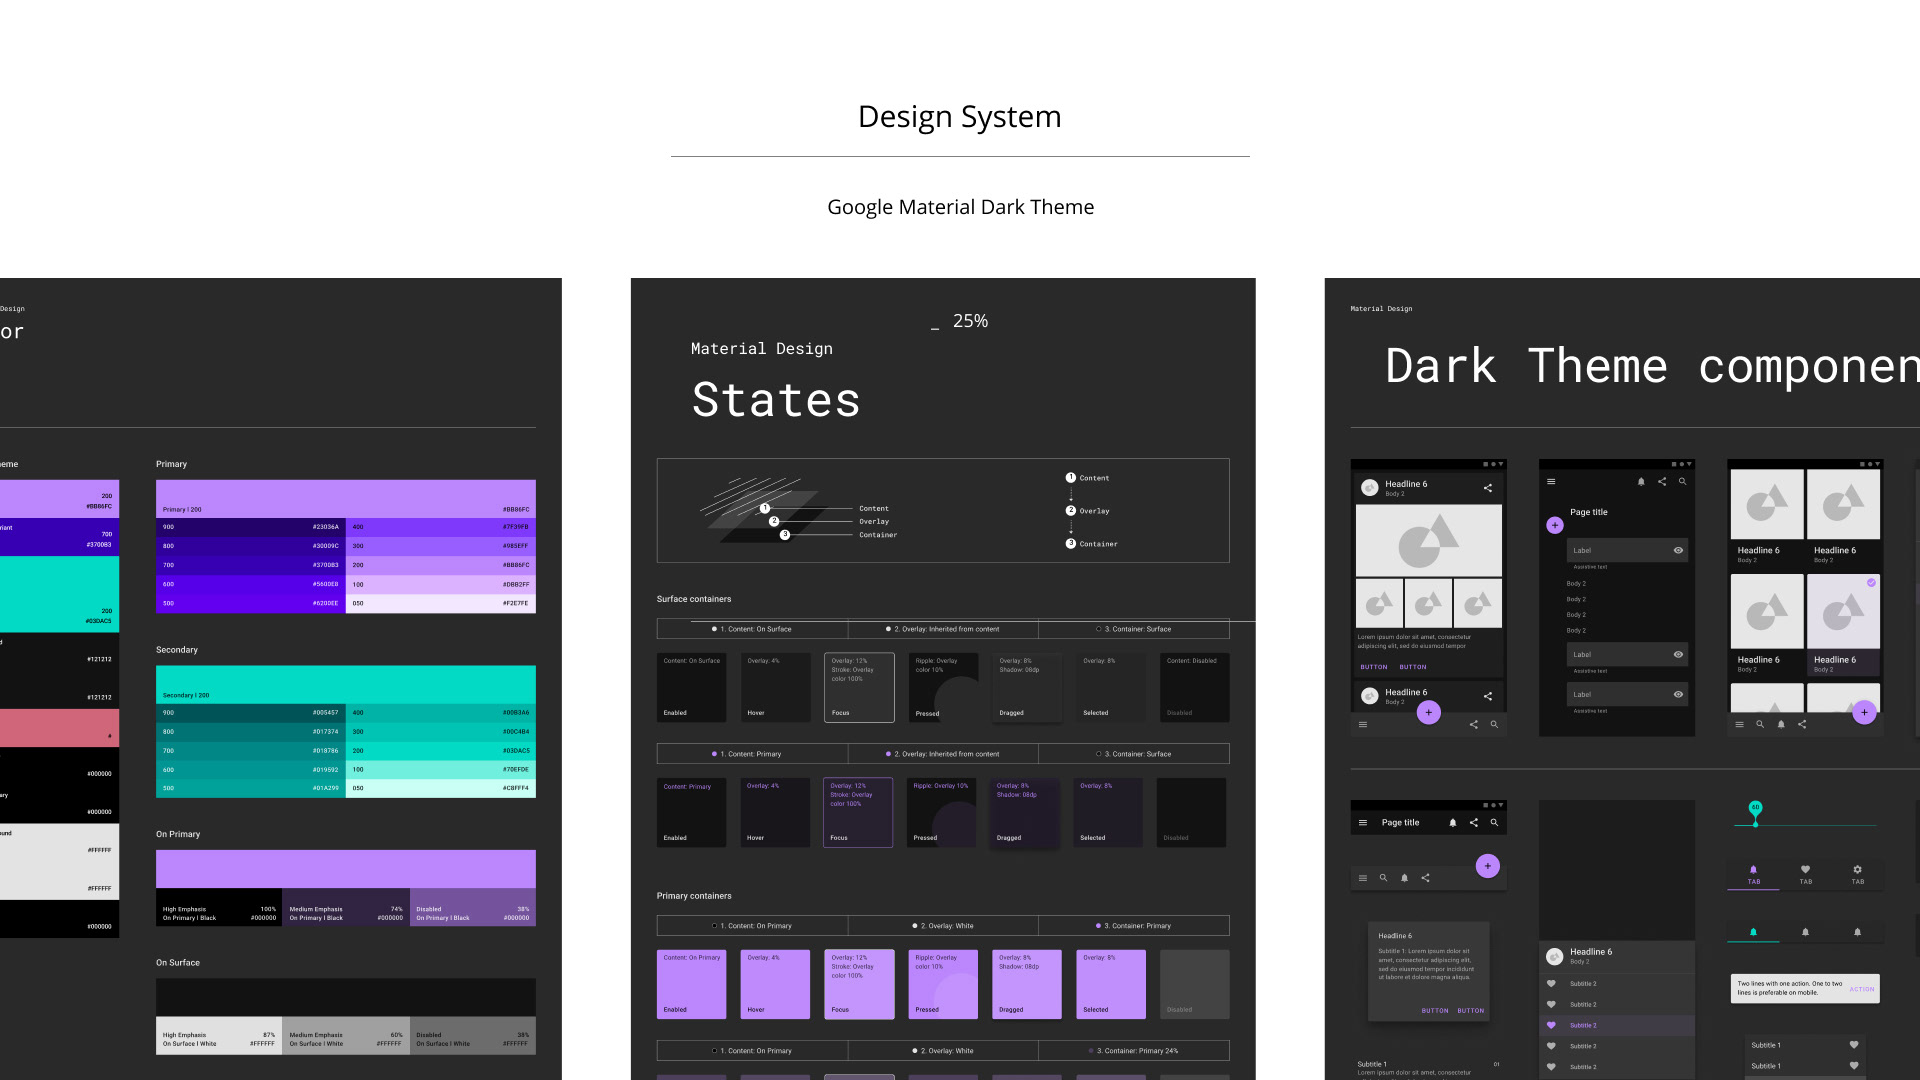 Design System
Google Material Dark Theme
Design
or
eme
200
#BB86FC
riant
700
#3700B3
200
#03DAC5
d
#121212
#121212
#
#000000
ary
#000000
ound
#FFFFFF
#FFFFFF
#000000
Primary
Primary | 200 #BB86FC
900 #23036A 400 #7F39FB
800 #30009C 300 #985EFF
700 #3700B3 200 #BB86FC
600 #5600E8 100 #DBB2FF
500 #6200EE 050 #F2E7FE
Secondary
Secondary | 200
900 #005457 400 #00B3A6
800 #017374 300 #00C4B4
700 #018786 200 #03DAC5
600 #019592 100 #70EFDE
500 #01A299 050 #C8FFF4
On Primary
High Emphasis 100% Medium Emphasis 74% Disabled 38%
On Primary | Black #000000 On Primary | Black #000000 On Primary | Black #000000
On Surface
High Emphasis 87% Medium Emphasis 60% Disabled 38%
On Surface | White #FFFFFF On Surface | White #FFFFFF On Surface | White #FFFFFF
_ 25%
Material Design
States
1 Content
2 Overlay
3 Container
1 Content
2 Overlay
3 Container
Surface containers
1. Content: On Surface 2. Overlay: Inherited from content 3. Container: Surface
Content: On Surface
Enabled
Overlay: 4%
Hover
Overlay: 12%
Stroke: Overlay
color 100%
Focus
Ripple: Overlay
color 10%
Pressed
Overlay: 8%
Shadow: 08dp
Dragged
Overlay: 8%
Selected
Content: Disabled
Disabled
1. Content: Primary 2. Overlay: Inherited from content 3. Container: Surface
Content: Primary
Enabled
Overlay: 4%
Hover
Overlay: 12%
Stroke: Overlay
color 100%
Focus
Ripple: Overlay 10%
Pressed
Overlay: 8%
Shadow: 08dp
Dragged
Overlay: 8%
Selected
Disabled
Primary containers
1. Content: On Primary 2. Overlay: White 3. Container: Primary
Content: On Primary
Enabled
Overlay: 4%
Hover
Overlay: 12%
Stroke: Overlay
color 100%
Focus
Ripple: Overlay
color 10%
Pressed
Overlay: 8%
Shadow: 08dp
Dragged
Overlay: 8%
Selected
Disabled
1. Content: On Primary 2. Overlay: White 3. Container: Primary 24%
Material Design
Dark Theme componen
Headline 6
Body 2
Lorem ipsum dolor sit amet, consectetur
adipiscing elit, sed do eiusmod tempor
BUTTON BUTTON
Headline 6
Body 2
Page title
Label
Assistive text
Body 2
Body 2
Body 2
Body 2
Label
Assistive text
Label
Assistive text
Headline 6 Headline 6
Body 2 Body 2
Headline 6 Headline 6
Body 2 Body 2
Page title
Headline 6
Subtitle 1: Lorem ipsum dolor sit
amet, consectetur adipiscing elit,
sed do eiusmod tempor incididunt
ut labore et dolore magna aliqua.
BUTTON BUTTON
Subtitle 1 01
Lorem ipsum dolor sit amet, consectetur
Headline 6
Body 2
Subtitle 2
Subtitle 2
Subtitle 2
Subtitle 2
Subtitle 2
60
TAB TAB TAB
Two lines with one action. One to two
lines is preferable on mobile.
ACTION
Subtitle 1
Subtitle 1